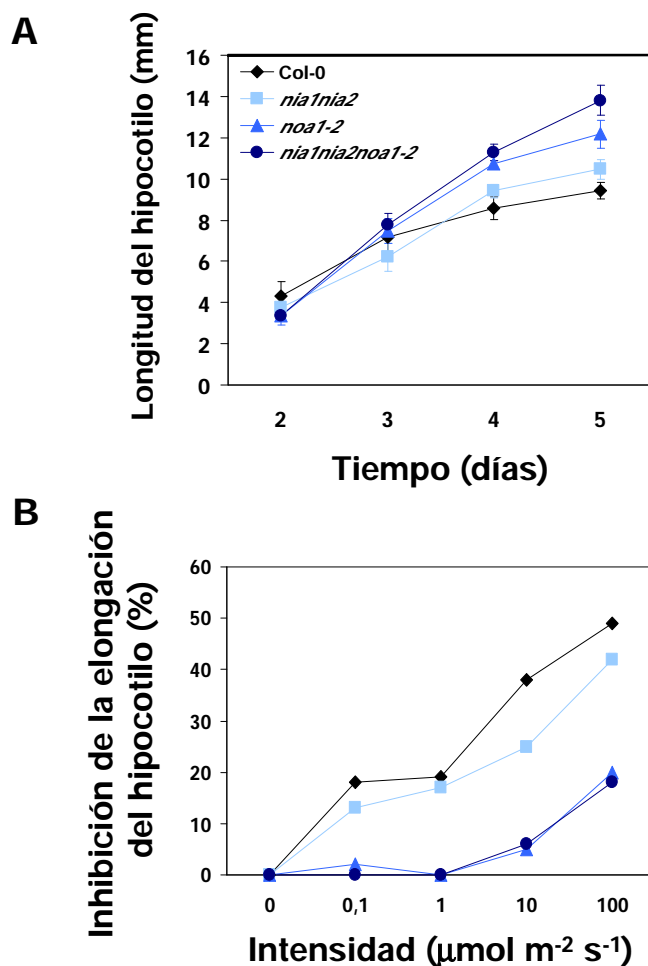 A
Longitud del hipocotilo (mm)
16
14
12
10
8
6
4
2
0
Col-0
nia1nia2
noa1-2
nia1nia2noa1-2
2 3 4 5
Tiempo (días)
B
Inhibición de la elongación
del hipocotilo (%)
60
50
40
30
20
10
0
0 0,1 1 10 100
Intensidad (μmol m-2 s-1)